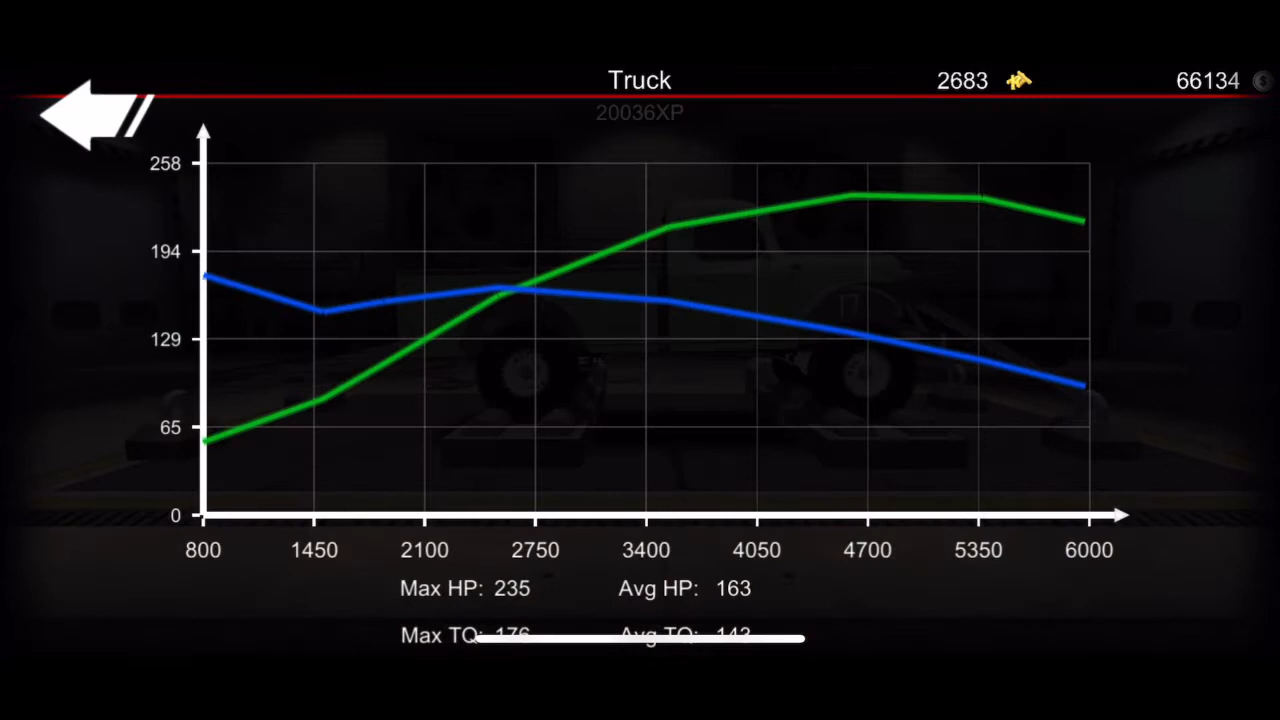 Truck 2683 66134
20036XP
258
194
129
65
0
800 1450 2100 2750 3400 4050 4700 5350 6000
Max HP: 235 Avg HP: 163
Max TQ: 176 Avg TQ: 143